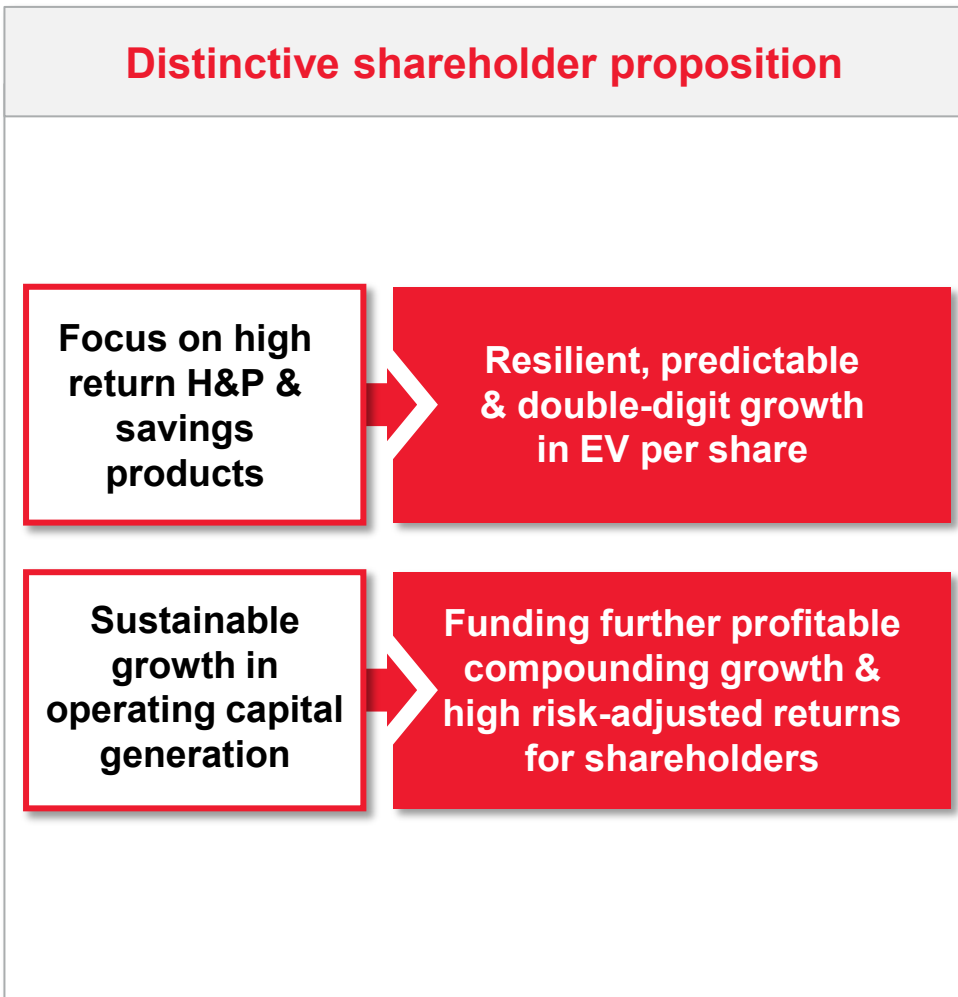 Distinctive shareholder proposition
Focus on high
return H&P &
savings
products
Resilient, predictable
& double-digit growth
in EV per share
Sustainable
growth in
operating capital
generation
Funding further profitable
compounding growth &
high risk-adjusted returns
for shareholders